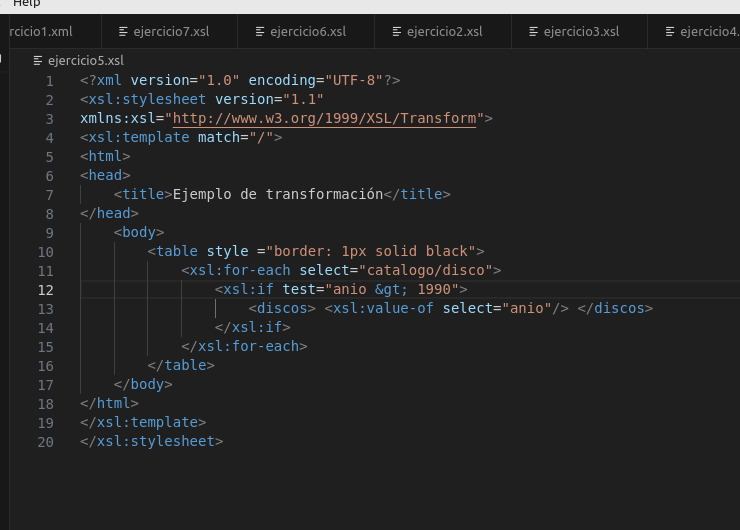 Help
rcicio1.xml ejercicio7.xsl ejercicio6.xsl ejercicio2.xsl ejercicio3.xsl ejercicio4.
ejercicio5.xsl
1 <?xml version="1.0" encoding="UTF-8"?>
2 <xsl:stylesheet version="1.1"
3 xmlns:xsl="http://www.w3.org/1999/XSL/Transform">
4 <xsl:template match="/">
5 <html>
6 <head>
7 <title>Ejemplo de transformación</title>
8 </head>
9 <body>
10 <table style ="border: 1px solid black">
11 <xsl:for-each select="catalogo/disco">
12 <xsl:if test="anio &gt; 1990">
13 <discos> <xsl:value-of select="anio"/> </discos>
14 </xsl:if>
15 </xsl:for-each>
16 </table>
17 </body>
18 </html>
19 </xsl:template>
20 </xsl:stylesheet>